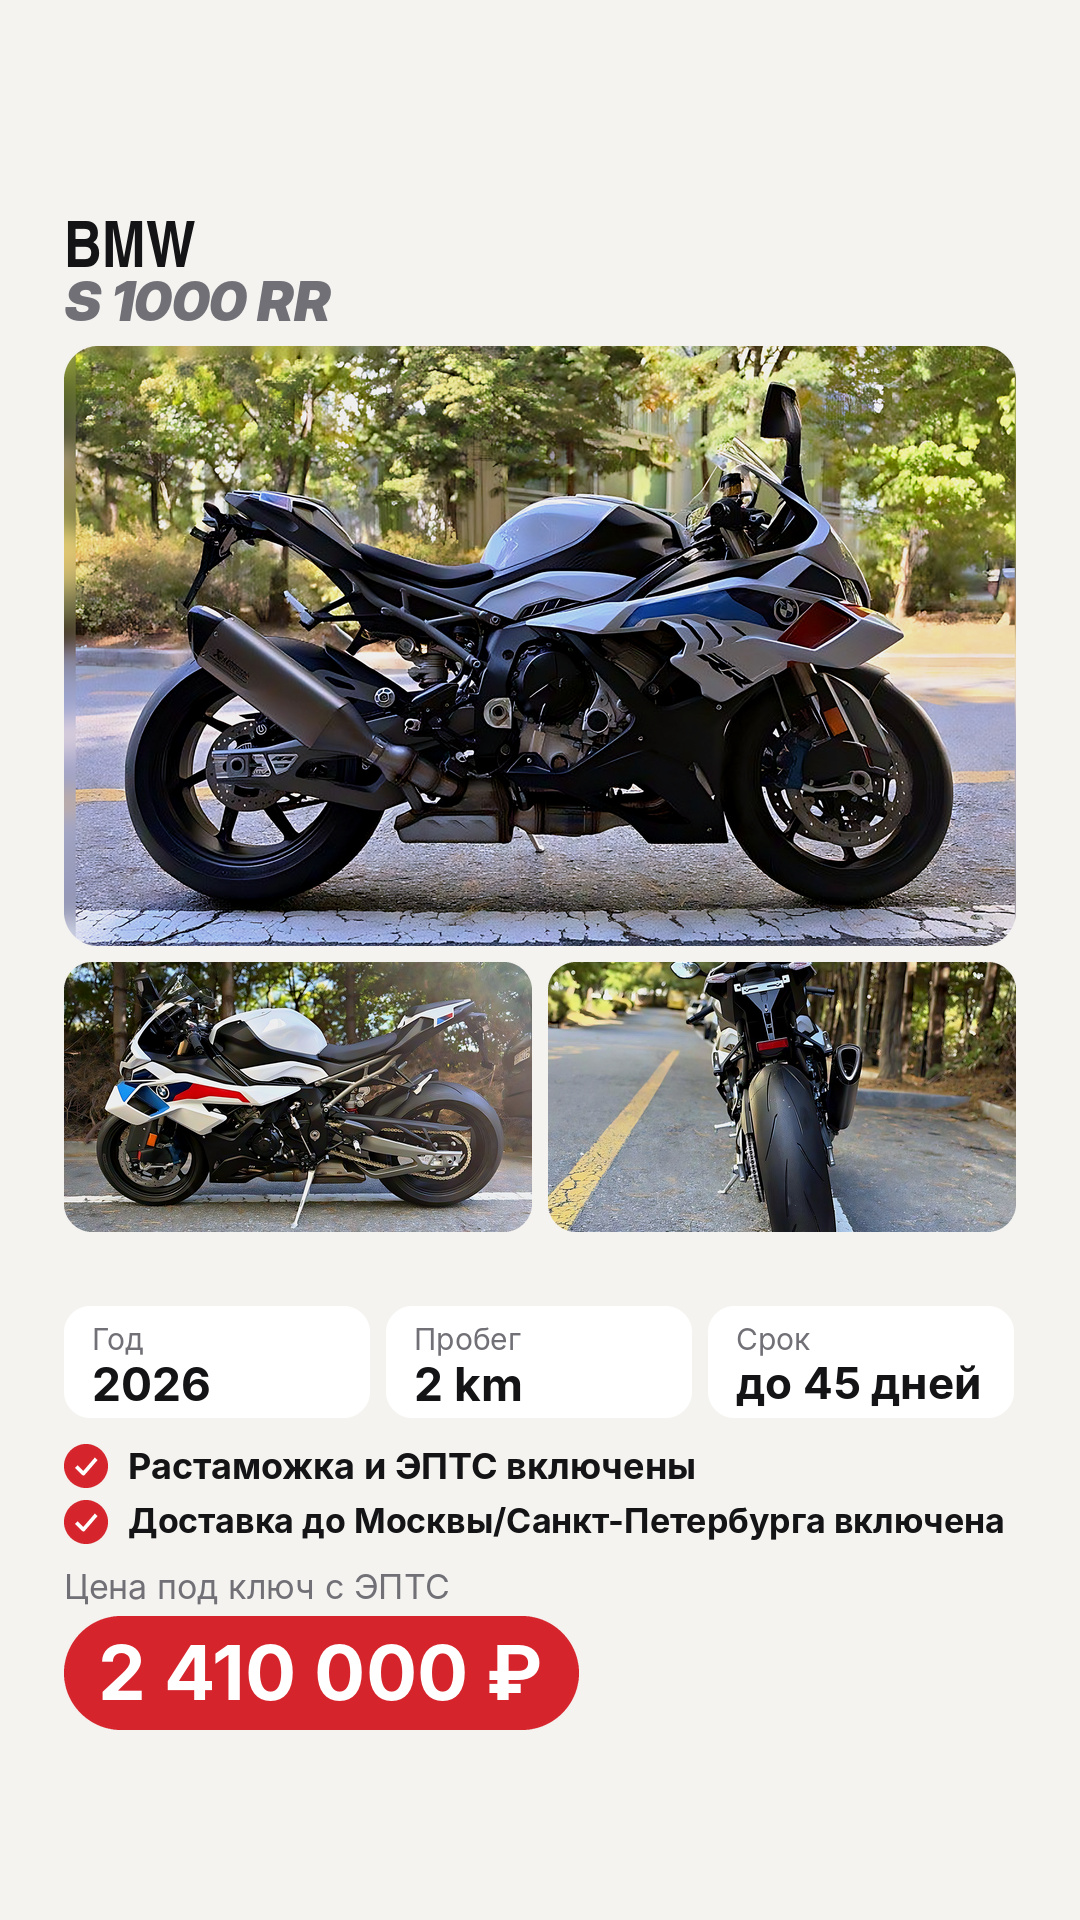 BMW
S 1000 RR
Год
2026
Пробег
2 km
Срок
до 45 дней
Растаможка и ЭПТС включены
Доставка до Москвы/Санкт-Петербурга включена
Цена под ключ с ЭПТС
2 410 000 ₽